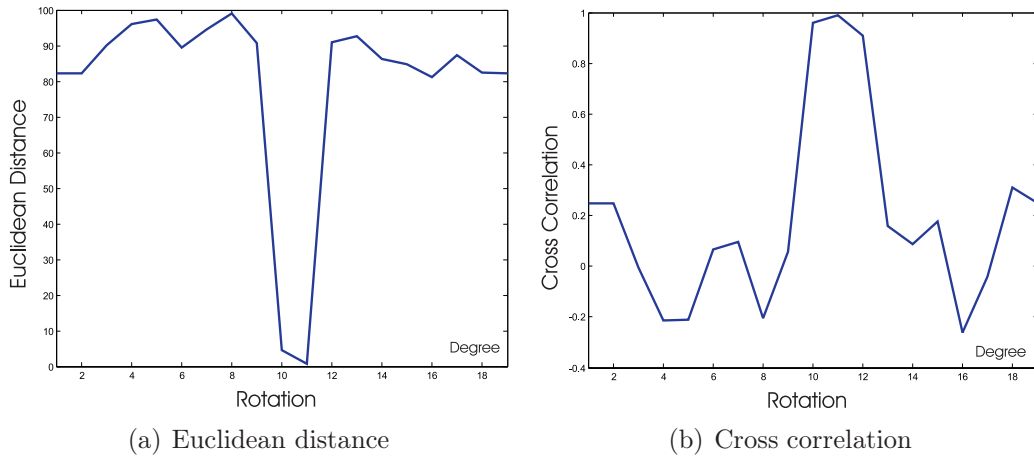 100
90
80
70
60
50
40
30
20
10
0
Euclidean Distance
Degree
2 4 6 8 10 12 14 16 18
Rotation
(a) Euclidean distance
1
0.8
0.6
0.4
0.2
0
-0.2
-0.4
Cross Correlation
Degree
2 4 6 8 10 12 14 16 18
Rotation
(b) Cross correlation